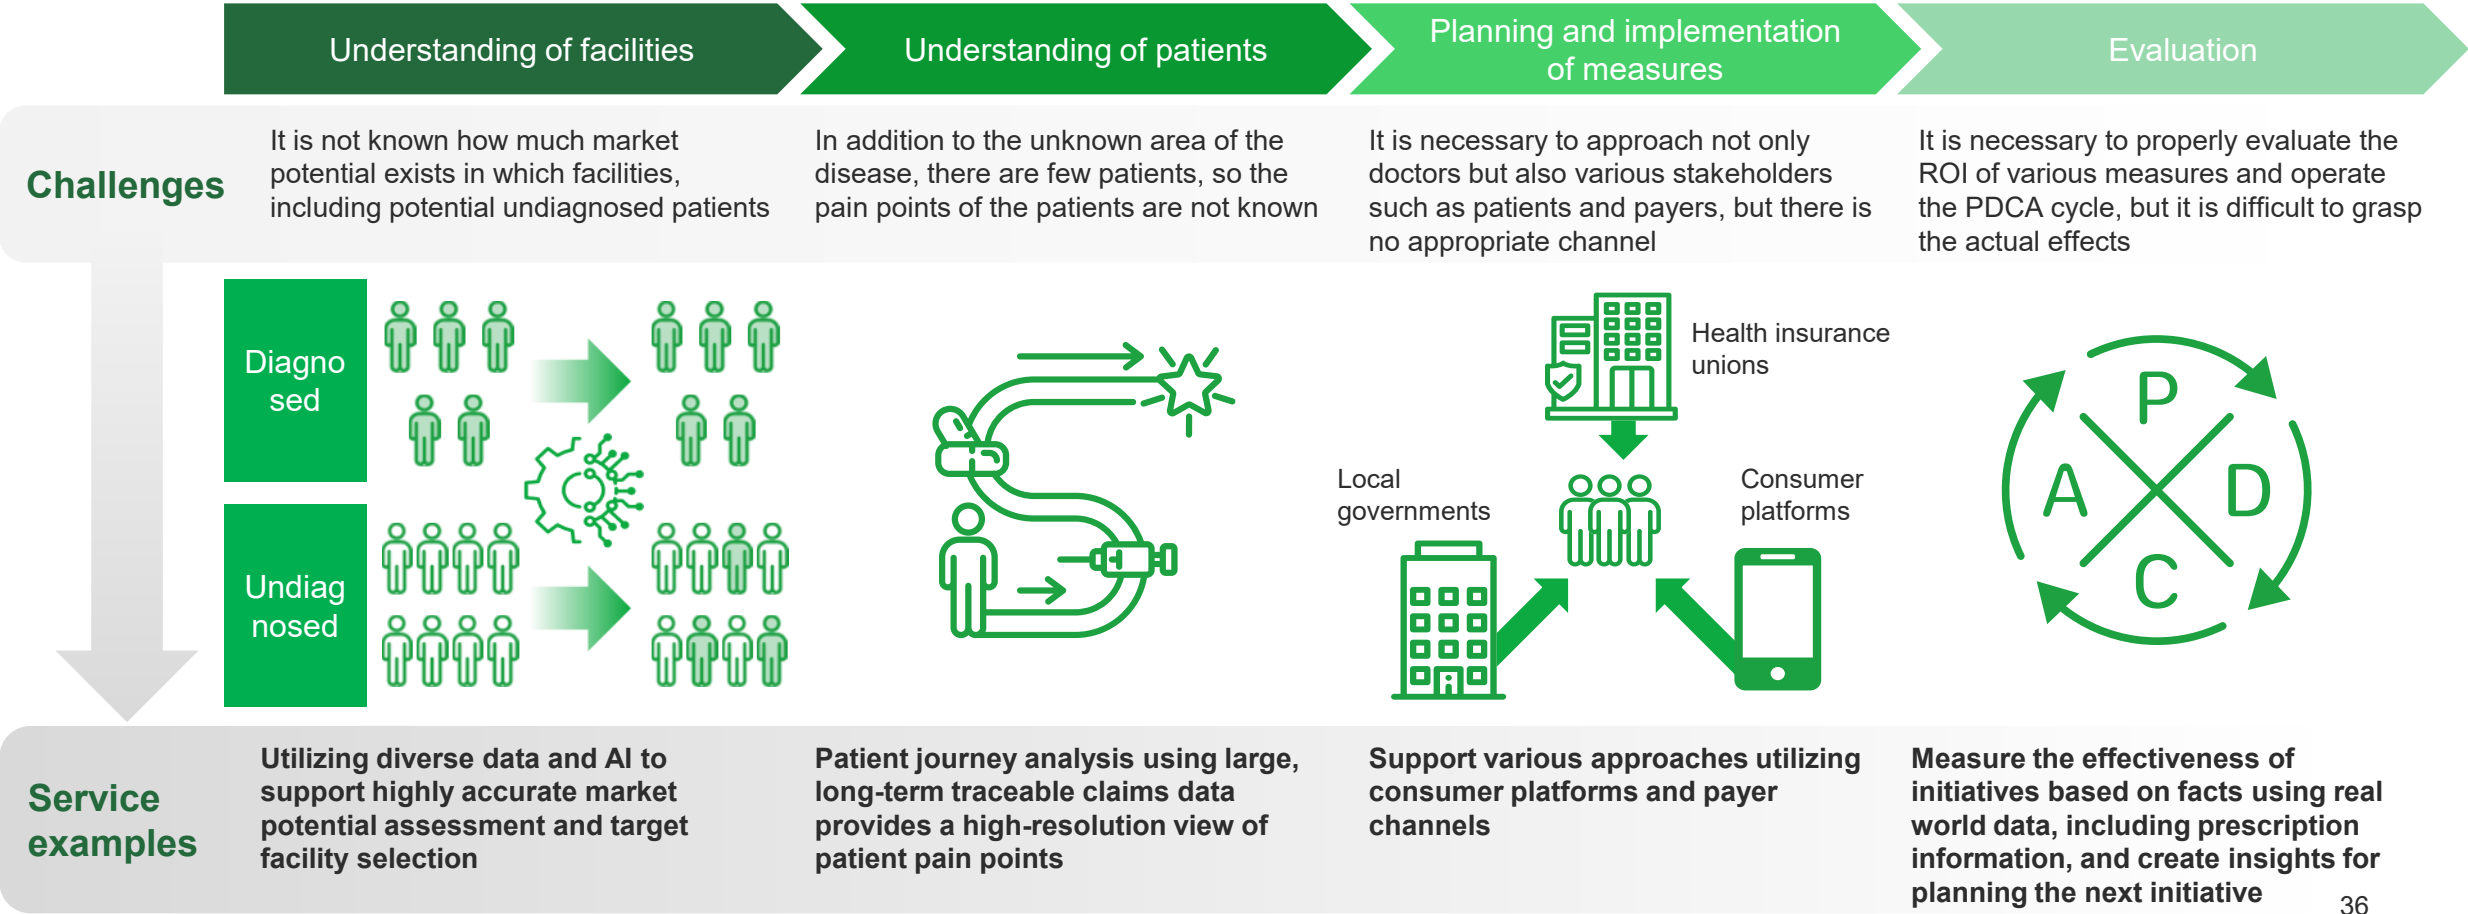 Understanding of facilities
Understanding of patients
Planning and implementation
of measures
Evaluation
Challenges
It is not known how much market
potential exists in which facilities,
including potential undiagnosed patients
In addition to the unknown area of the
disease, there are few patients, so the
pain points of the patients are not known
It is necessary to approach not only
doctors but also various stakeholders
such as patients and payers, but there is
no appropriate channel
It is necessary to properly evaluate the
ROI of various measures and operate
the PDCA cycle, but it is difficult to grasp
the actual effects
Diagno
sed
Undiag
nosed
Health insurance
unions
Local
governments
Consumer
platforms
P
D
C
A
Service
examples
Utilizing diverse data and AI to
support highly accurate market
potential assessment and target
facility selection
Patient journey analysis using large,
long-term traceable claims data
provides a high-resolution view of
patient pain points
Support various approaches utilizing
consumer platforms and payer
channels
Measure the effectiveness of
initiatives based on facts using real
world data, including prescription
information, and create insights for
planning the next initiative
36